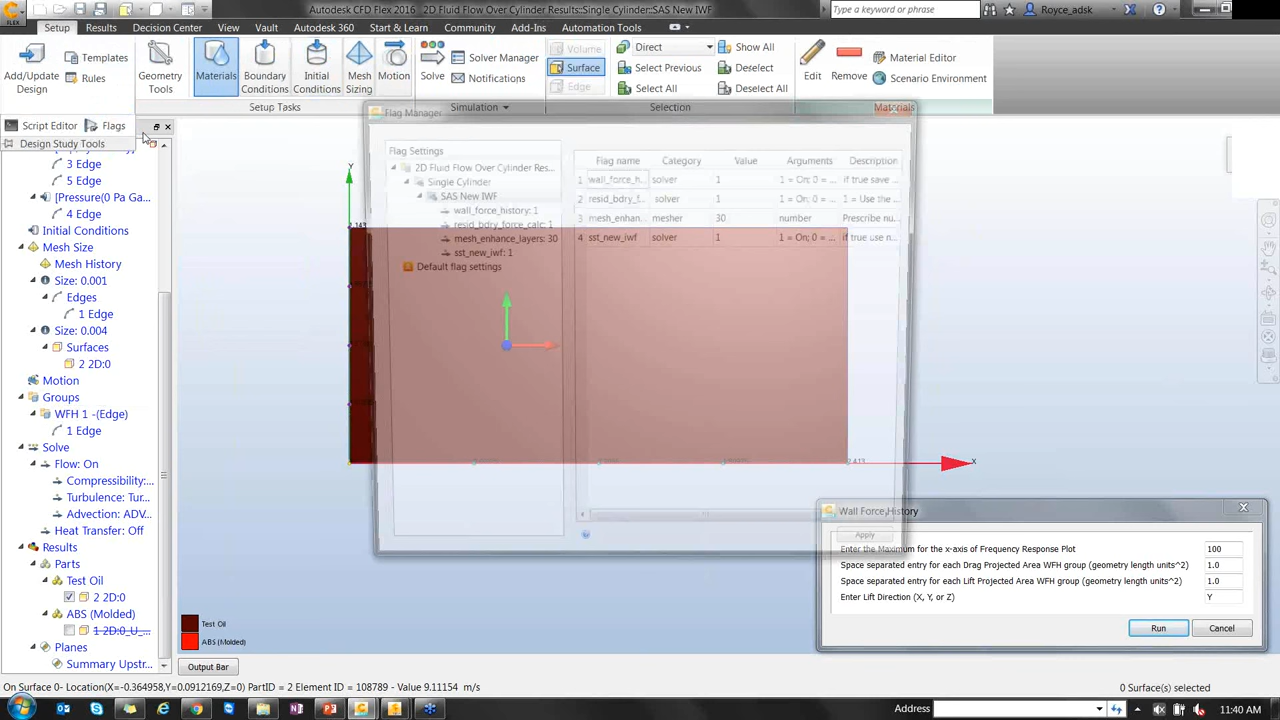 Autodesk CFD Flex 2016   2D Fluid Flow Over Cylinder Results::Single Cylinder::SAS New IWF
Type a keyword or phrase
Royce_adsk
FLEX
Setup Results Decision Center View Vault Autodesk 360 Start & Learn Community Add-Ins Automation Tools
Add/Update Design
Templates
Rules
Geometry Tools
Materials
Boundary Conditions
Initial Conditions
Mesh Sizing
Motion
Solve
Solver Manager
Notifications
Volume
Surface
Edge
Direct
Select Previous
Select All
Show All
Deselect
Deselect All
Edit
Remove
Material Editor
Scenario Environment
Setup Tasks
Simulation
Selection
Materials
Script Editor Flags
Design Study Tools
3 Edge
5 Edge
[Pressure(0 Pa Ga...
4 Edge
Initial Conditions
Mesh Size
Mesh History
Size: 0.001
Edges
1 Edge
Size: 0.004
Surfaces
2 2D:0
Motion
Groups
WFH 1 -(Edge)
1 Edge
Solve
Flow: On
Compressibility:...
Turbulence: Tur...
Advection: ADV...
Heat Transfer: Off
Results
Parts
Test Oil
2 2D:0
ABS (Molded)
1 2D:0_U_...
Planes
Summary Upstr...
Flag Manager
Flag Settings
2D Fluid Flow Over Cylinder Res...
Single Cylinder
SAS New IWF
wall_force_history: 1
resid_bdry_force_calc: 1
mesh_enhance_layers: 30
sst_new_iwf: 1
Default flag settings
Flag name Category Value Arguments Description
1 wall_force_h... solver 1 1 = On; 0 = ... if true save ...
2 resid_bdry_f... solver 1 1 = On; 0 = ... 1 = Use the ...
3 mesh_enhan... mesher 30 number Prescribe nu...
4 sst_new_iwf solver 1 1 = On; 0 = ... if true use n...
Apply
Y
X
Wall Force History
Enter the Maximum for the x-axis of Frequency Response Plot 100
Space separated entry for each Drag Projected Area WFH group (geometry length units^2) 1.0
Space separated entry for each Lift Projected Area WFH group (geometry length units^2) 1.0
Enter Lift Direction (X, Y, or Z) Y
Run Cancel
Test Oil
ABS (Molded)
Output Bar
On Surface 0- Location(X=-0.364958,Y=0.0912169,Z=0) PartID = 2 Element ID = 108789 - Value 9.11154 m/s
0 Surface(s) selected
Address
11:40 AM